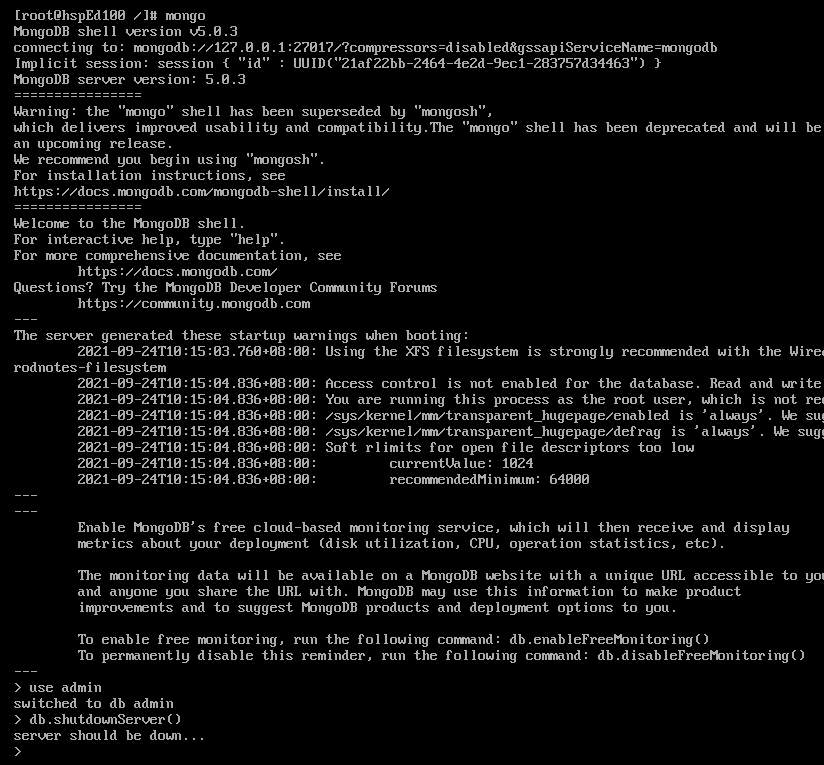 [root@hspEd100 /]# mongo
MongoDB shell version v5.0.3
connecting to: mongodb://127.0.0.1:27017/?compressors=disabled&gssapiServiceName=mongodb
Implicit session: session { "id" : UUID("21af22bb-2464-4e2d-9ec1-283757d34463") }
MongoDB server version: 5.0.3
================
Warning: the "mongo" shell has been superseded by "mongosh",
which delivers improved usability and compatibility.The "mongo" shell has been deprecated and will be
an upcoming release.
We recommend you begin using "mongosh".
For installation instructions, see
https://docs.mongodb.com/mongodb-shell/install/
================
Welcome to the MongoDB shell.
For interactive help, type "help".
For more comprehensive documentation, see
https://docs.mongodb.com/
Questions? Try the MongoDB Developer Community Forums
https://community.mongodb.com
---
The server generated these startup warnings when booting:
2021-09-24T10:15:03.760+08:00: Using the XFS filesystem is strongly recommended with the Wire
rodnotes-filesystem
2021-09-24T10:15:04.836+08:00: Access control is not enabled for the database. Read and write
2021-09-24T10:15:04.836+08:00: You are running this process as the root user, which is not rec
2021-09-24T10:15:04.836+08:00: /sys/kernel/mm/transparent_hugepage/enabled is 'always'. We sug
2021-09-24T10:15:04.836+08:00: /sys/kernel/mm/transparent_hugepage/defrag is 'always'. We sugg
2021-09-24T10:15:04.836+08:00: Soft rlimits for open file descriptors too low
2021-09-24T10:15:04.836+08:00:         currentValue: 1024
2021-09-24T10:15:04.836+08:00:         recommendedMinimum: 64000
---
---
Enable MongoDB's free cloud-based monitoring service, which will then receive and display
metrics about your deployment (disk utilization, CPU, operation statistics, etc).
The monitoring data will be available on a MongoDB website with a unique URL accessible to you
and anyone you share the URL with. MongoDB may use this information to make product
improvements and to suggest MongoDB products and deployment options to you.
To enable free monitoring, run the following command: db.enableFreeMonitoring()
To permanently disable this reminder, run the following command: db.disableFreeMonitoring()
---
> use admin
switched to db admin
> db.shutdownServer()
server should be down...
>